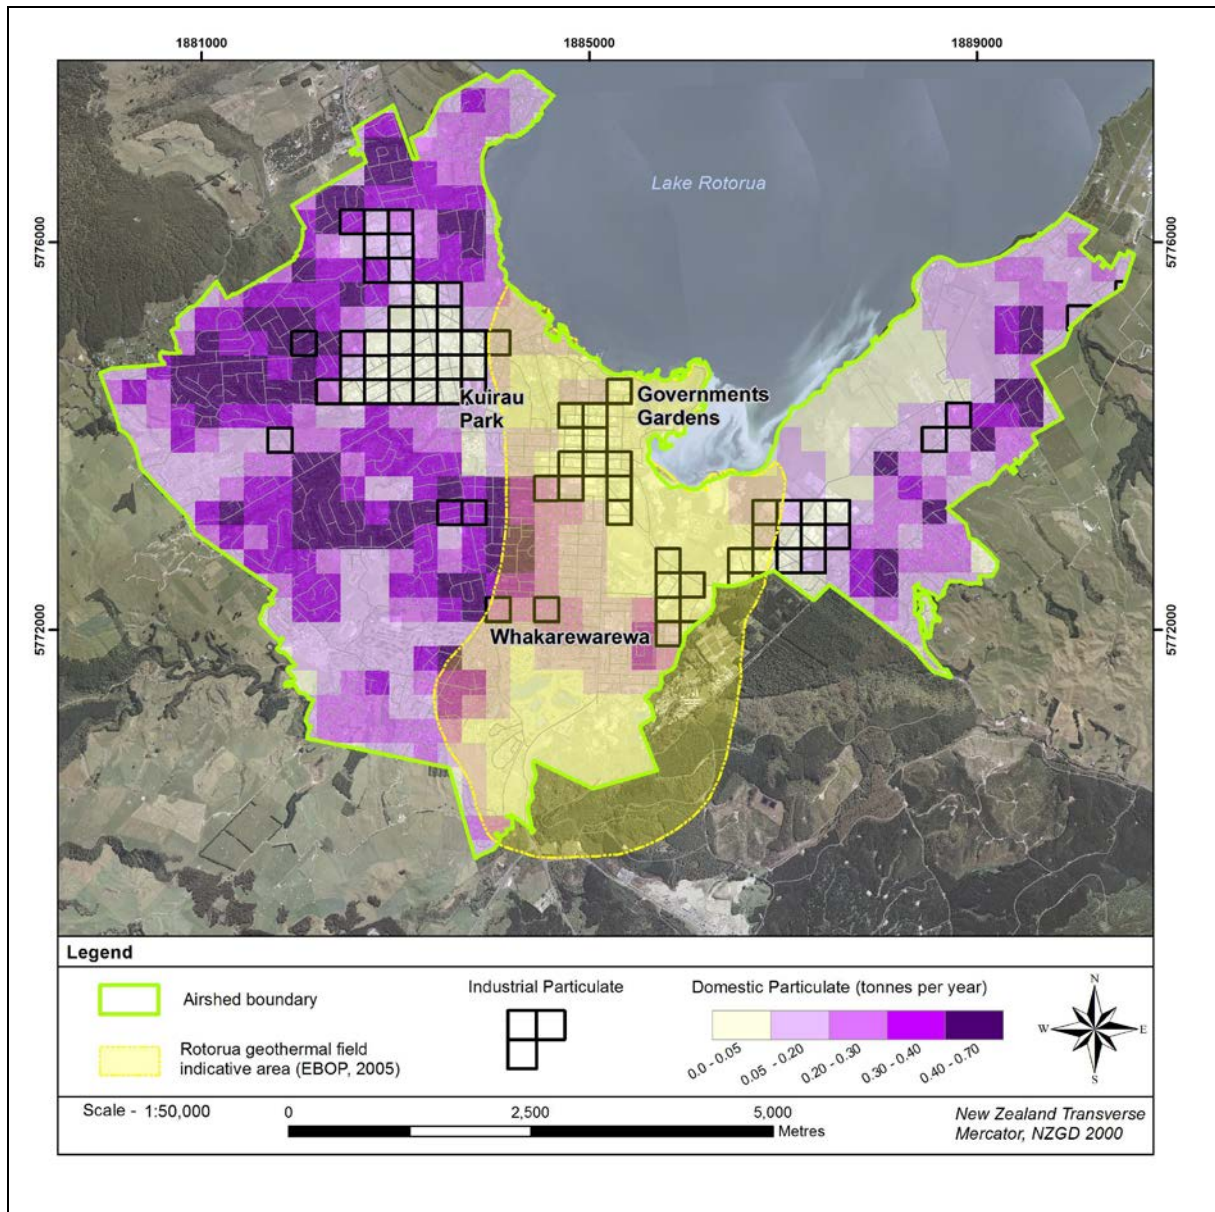 1881000
1885000
1889000
Lake Rotorua
5776000
5776000
Kuirau
Park
Governments
Gardens
5772000
5772000
Whakarewarewa
Legend
Airshed boundary
Rotorua geothermal field
indicative area (EBOP, 2005)
Industrial Particulate
Domestic Particulate (tonnes per year)
0.0 - 0.05
0.05 - 0.20
0.20 - 0.30
0.30 - 0.40
0.40 - 0.70
N
W
E
S
Scale - 1:50,000
0
2,500
5,000
Metres
New Zealand Transverse
Mercator, NZGD 2000